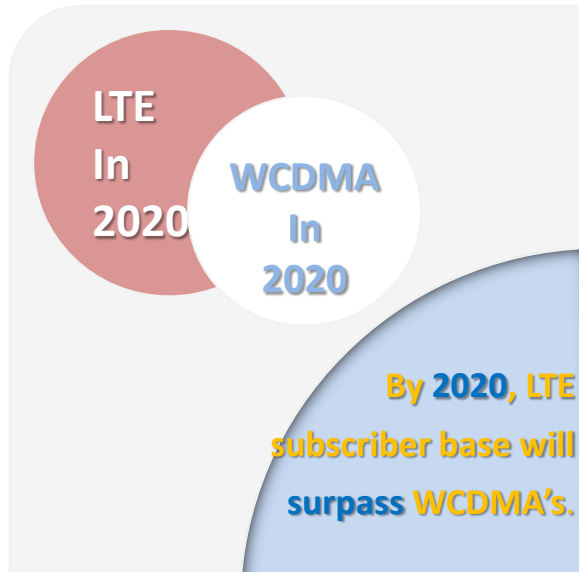 LTE
In
2020
WCDMA
In
2020
By 2020, LTE
subscriber base will
surpass WCDMA’s.